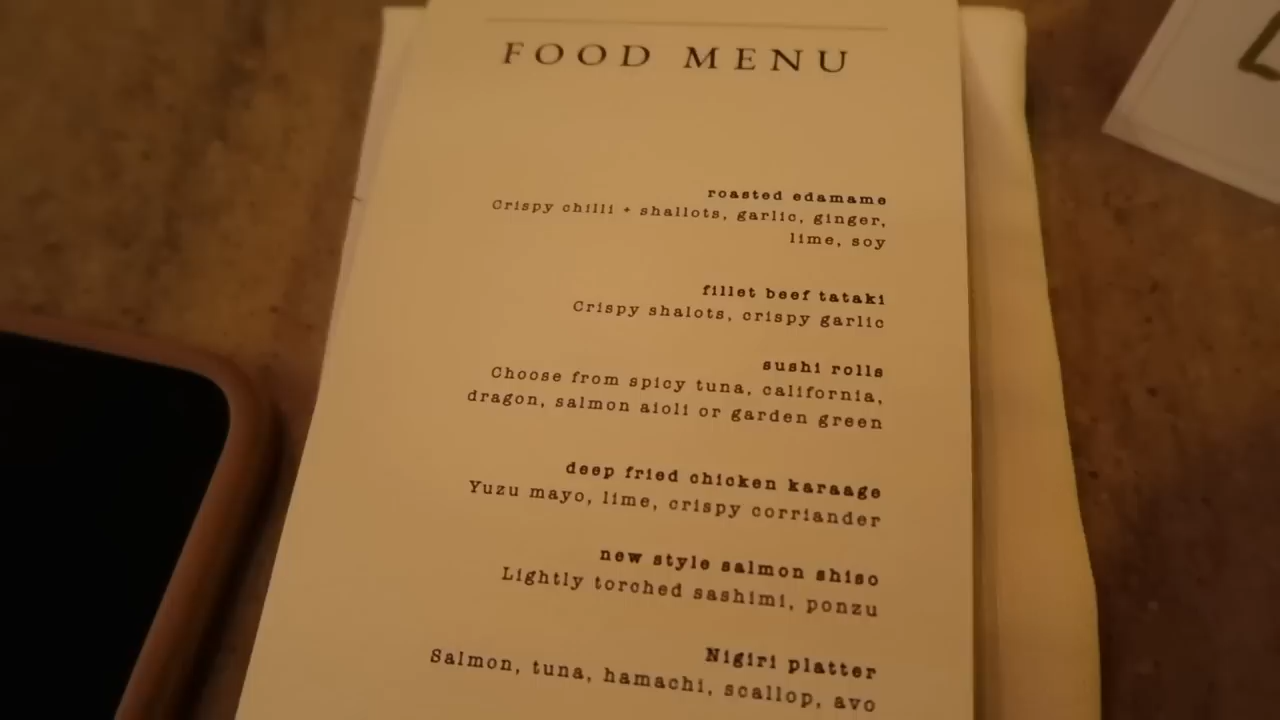 FOOD MENU
roasted edamame
Crispy chilli + shallots, garlic, ginger,
lime, soy
fillet beef tataki
Crispy shalots, crispy garlic
sushi rolls
Choose from spicy tuna, california,
dragon, salmon aioli or garden green
deep fried chicken karaage
Yuzu mayo, lime, crispy corriander
new style salmon shiso
Lightly torched sashimi, ponzu
Nigiri platter
Salmon, tuna, hamachi, scallop, avo